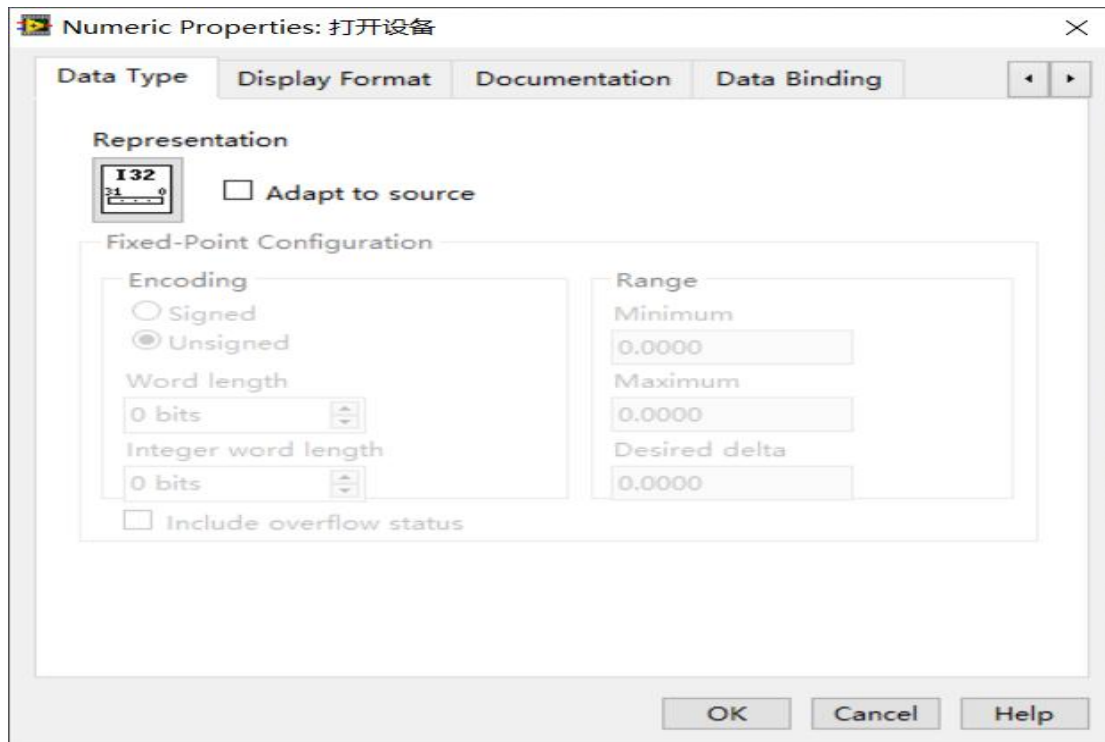 Numeric Properties: 打开设备
Data Type Display Format Documentation Data Binding
Representation
I32
31 0
Adapt to source
Fixed-Point Configuration
Encoding
Signed
Unsigned
Word length
0 bits
Integer word length
0 bits
Include overflow status
Range
Minimum
0.0000
Maximum
0.0000
Desired delta
0.0000
OK Cancel Help